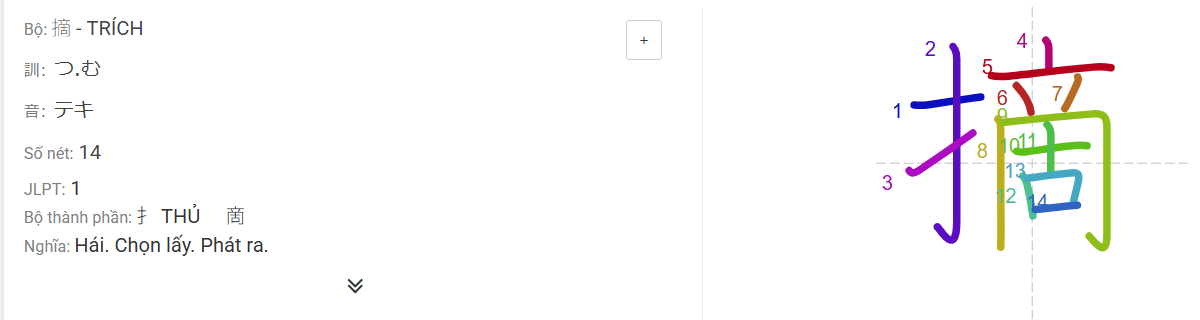 Bộ: 摘 - TRÍCH
+
訓: つ.む
音: テキ
Số nét: 14
JLPT: 1
Bộ thành phần: 扌 THỦ 啇
Nghĩa: Hái. Chọn lấy. Phát ra.
摘
1
2
3
4
5
6
7
8
9
10
11
12
13
14